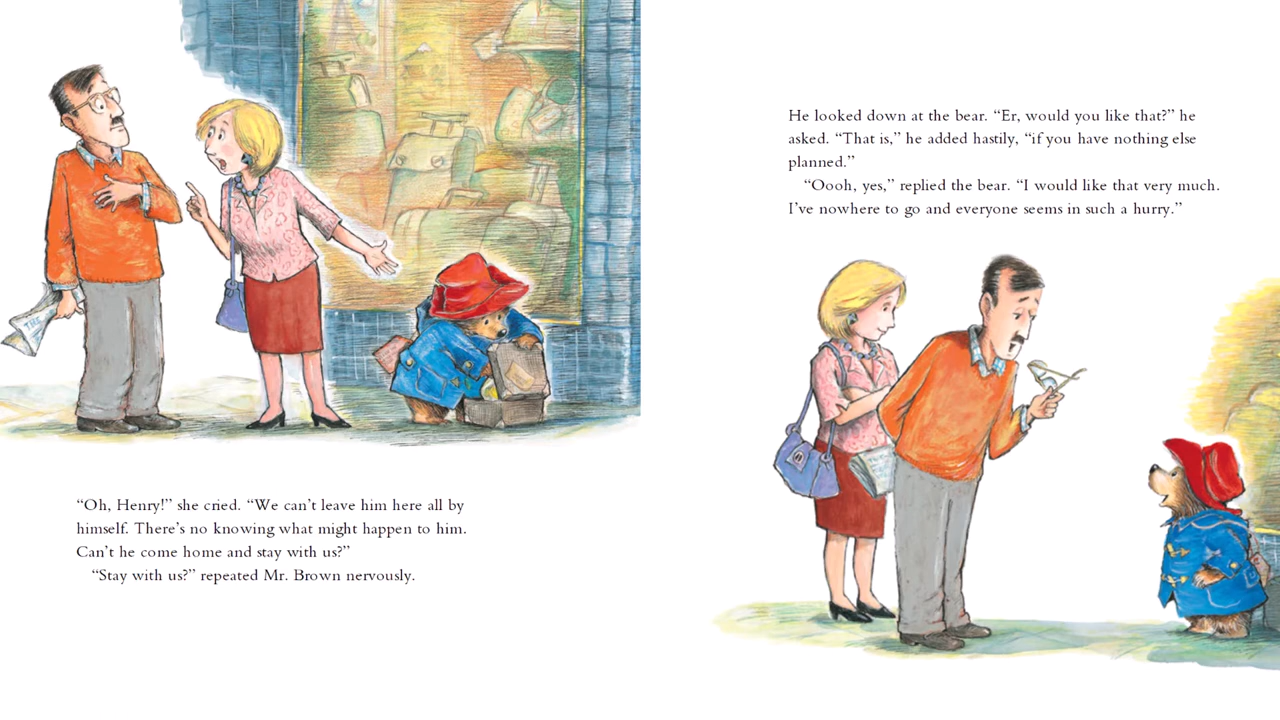 “Oh, Henry!” she cried. “We can’t leave him here all by
himself. There’s no knowing what might happen to him.
Can’t he come home and stay with us?”
“Stay with us?” repeated Mr. Brown nervously.
He looked down at the bear. “Er, would you like that?” he
asked. “That is,” he added hastily, “if you have nothing else
planned.”
“Oooh, yes,” replied the bear. “I would like that very much.
I’ve nowhere to go and everyone seems in such a hurry.”
THE